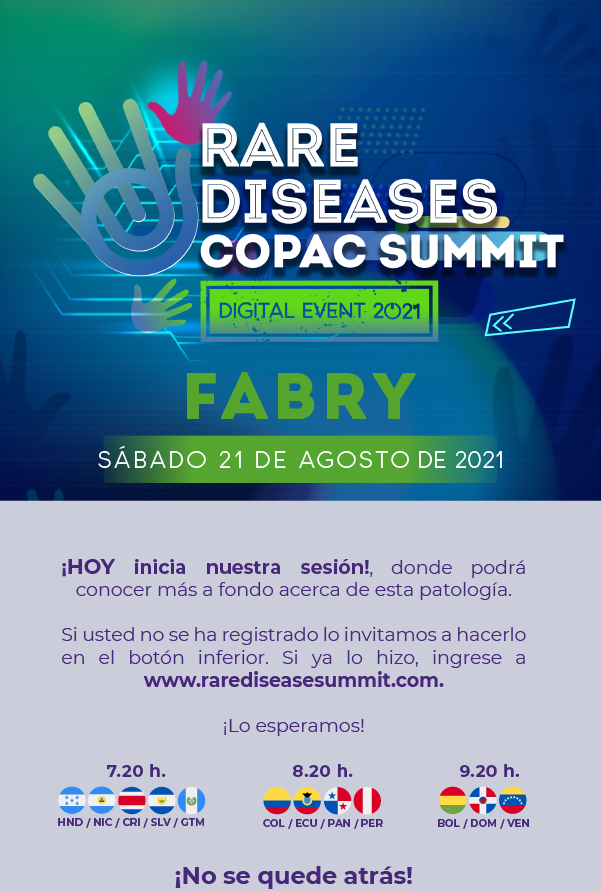 RARE
DISEASES
COPAC SUMMIT
DIGITAL EVENT 2021
FABRY
SÁBADO 21 DE AGOSTO DE 2021
¡HOY inicia nuestra sesión!, donde podrá
conocer más a fondo acerca de esta patología.
Si usted no se ha registrado lo invitamos a hacerlo
en el botón inferior. Si ya lo hizo, ingrese a
www.rarediseasesummit.com.
¡Lo esperamos!
7.20 h.
HND / NIC / CRI / SLV / GTM
8.20 h.
COL / ECU / PAN / PER
9.20 h.
BOL / DOM / VEN
¡No se quede atrás!